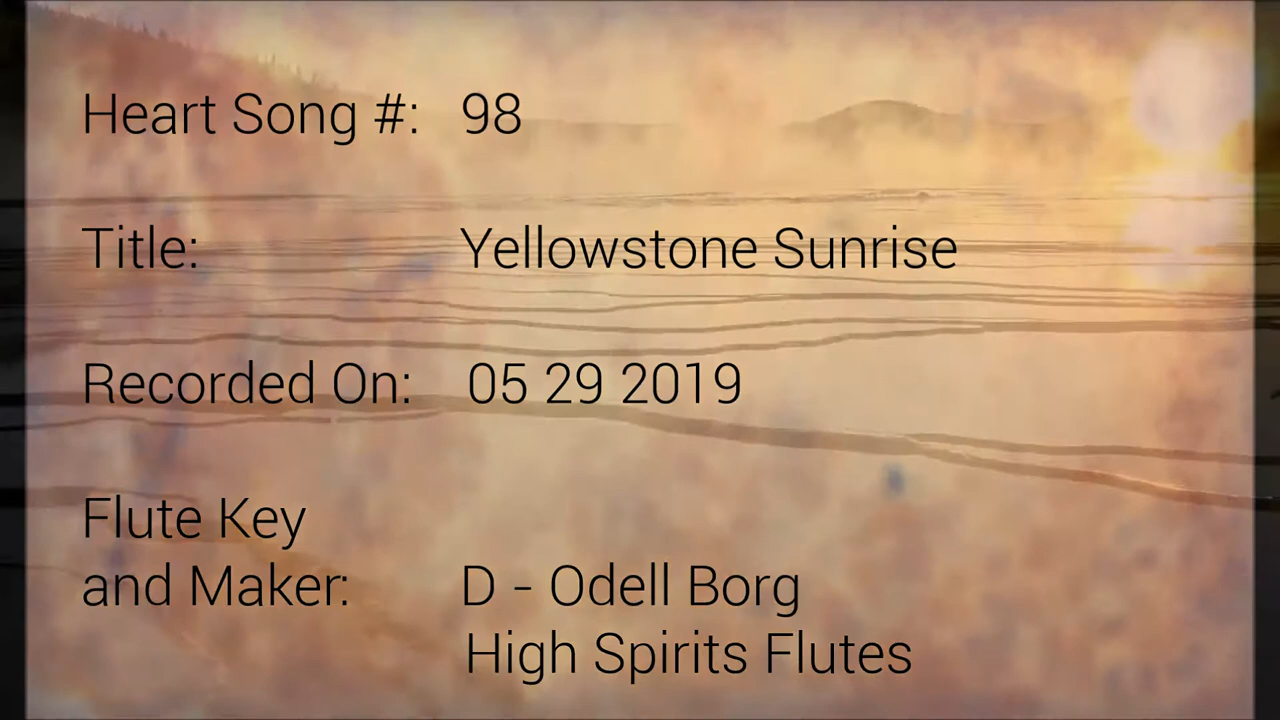 Heart Song #: 98
Title: Yellowstone Sunrise
Recorded On: 05 29 2019
Flute Key
and Maker: D - Odell Borg
High Spirits Flutes